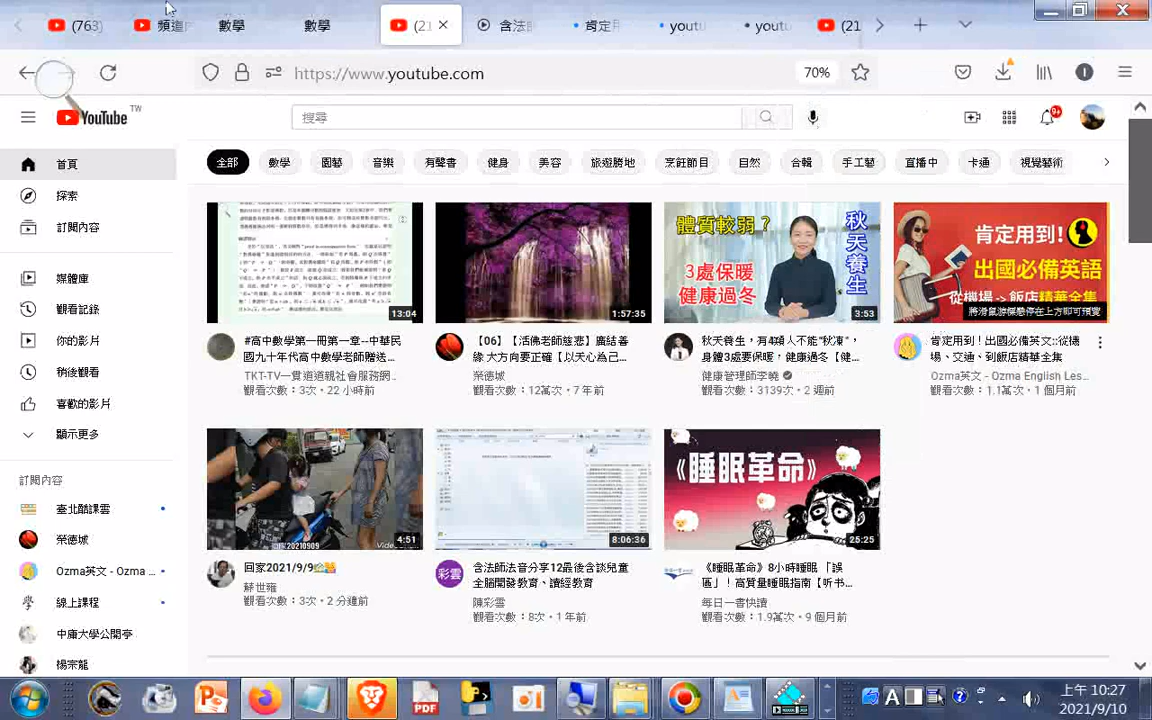 (763)
頻道
數學
數學
(21
含法
肯定用
youtu
youtu
(21
https://www.youtube.com
70%
YouTube TW
搜尋
9+
首頁
探索
訂閱內容
媒體庫
觀看記錄
你的影片
稍後觀看
喜歡的影片
顯示更多
訂閱內容
臺北酷課雲
榮德城
Ozma英文 - Ozma ...
線上課程
中庸大學公開亭
楊宗龍
全部
數學
園藝
音樂
有聲書
健身
美容
旅遊勝地
烹飪節目
自然
合輯
手工藝
直播中
卡通
視覺藝術
13:04
#高中數學第一冊第一章--中華民
國九十年代高中數學老師贈送...
TKT-TV一貫道道親社會服務網...
觀看次數：3次・22 小時前
1:57:35
【06】【活佛老師慈悲】廣結善
緣 大方向要正確【以天心為己...
榮德城
觀看次數：12萬次・7 年前
體質較弱？
秋天養生
3處保暖
健康過冬
3:53
秋天養生，有4類人不能"秋凍"，
身體3處要保暖，健康過冬【健...
健康管理師李曉
觀看次數：3139次・2 週前
肯定用到!
出國必備英語
從機場->飯店精華全集
將滑鼠游標懸停在上方即可預覽
肯定用到！出國必備英文::從機
場、交通、到飯店精華全集
Ozma英文 - Ozma English Les...
觀看次數：1.1萬次・1 個月前
回家20210909
4:51
回家2021/9/9
蘇世雍
觀看次數：3次・2 分鐘前
8:06:36
彩雲
含法師法音分享12最後含談兒童
全腦開發教育、讀經教育
陳彩雲
觀看次數：8次・1 年前
《睡眠革命》
25:25
《睡眠革命》8小時睡眠 「誤
區」！高質量睡眠指南【听书...
每日一書快讀
觀看次數：1.9萬次・9 個月前
PDF
A
上午 10:27
2021/9/10